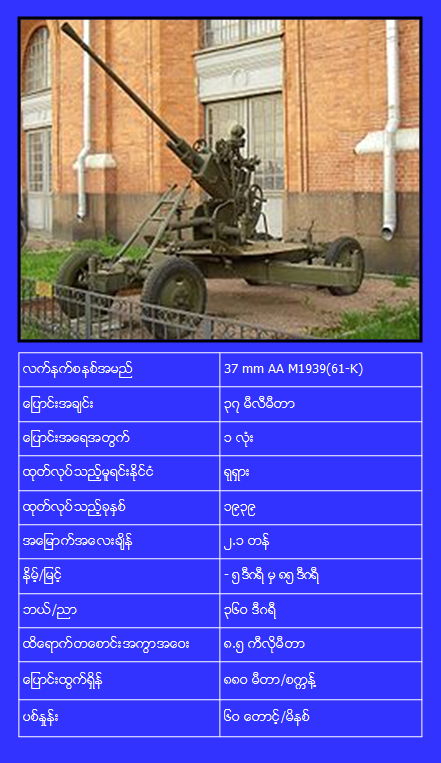 လက်နက်စနစ်အမည် 37 mm AA M1939(61-K)
ပြောင်းအချင်း ၃၇ မီလီမီတာ
ပြောင်းအရေအတွက် ၁ လုံး
ထုတ်လုပ်သည့်မူရင်းနိုင်ငံ ရုရှား
ထုတ်လုပ်သည့်ခုနှစ် ၁၉၃၉
အမြောက်အလေးချိန် ၂.၁ တန်
နိမ့်/မြင့် - ၅ ဒီဂရီ မှ ၈၅ ဒီဂရီ
ဘယ်/ညာ ၃၆၀ ဒီဂရီ
ထိရောက်တစောင်းအကွာအဝေး ၈.၅ ကီလိုမီတာ
ပြောင်းထွက်ရှိန် ၈၈၀ မီတာ/စက္ကန့်
ပစ်နှုန်း ၆၀ တောင့်/မိနစ်